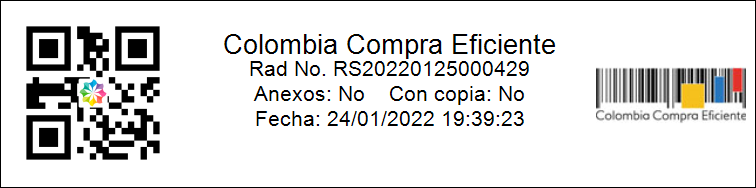 Colombia Compra Eficiente
Rad No. RS20220125000429
Anexos: No    Con copia: No
Fecha: 24/01/2022 19:39:23
Colombia Compra Eficiente